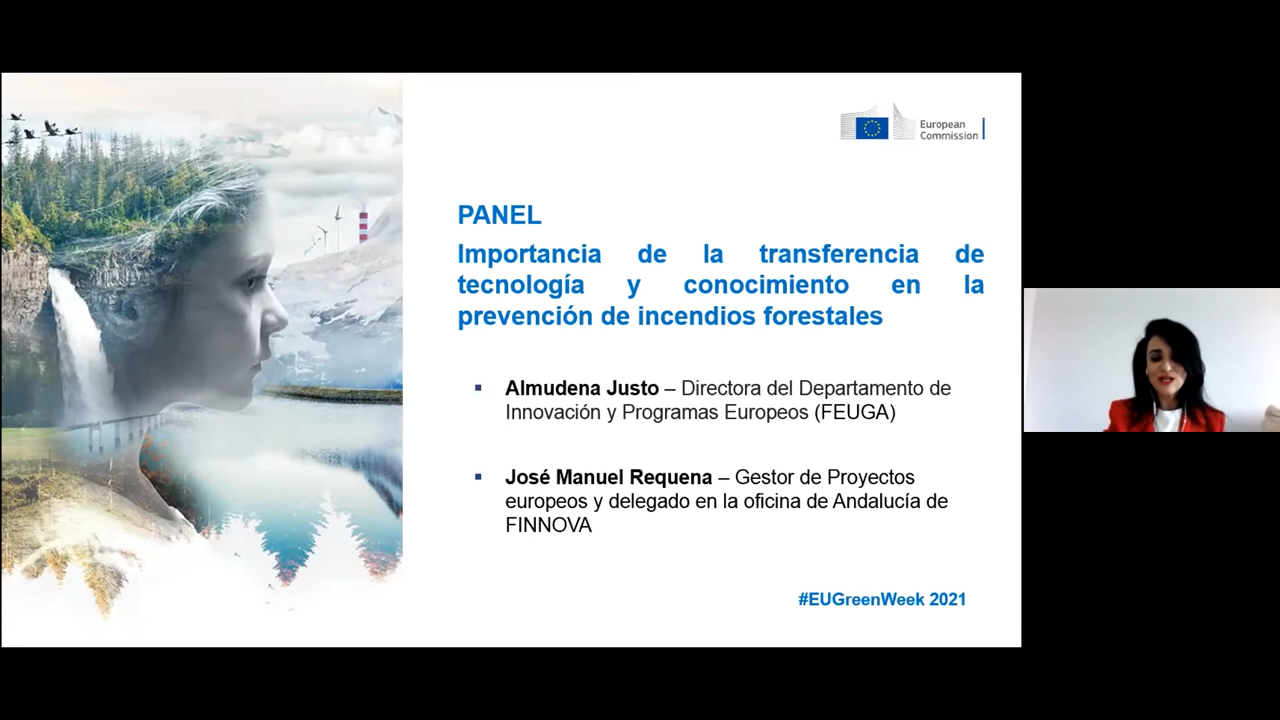 European
Commission
PANEL
Importancia de la transferencia de
tecnología y conocimiento en la
prevención de incendios forestales
▪ Almudena Justo – Directora del Departamento de
Innovación y Programas Europeos (FEUGA)
▪ José Manuel Requena – Gestor de Proyectos
europeos y delegado en la oficina de Andalucía de
FINNOVA
#EUGreenWeek 2021